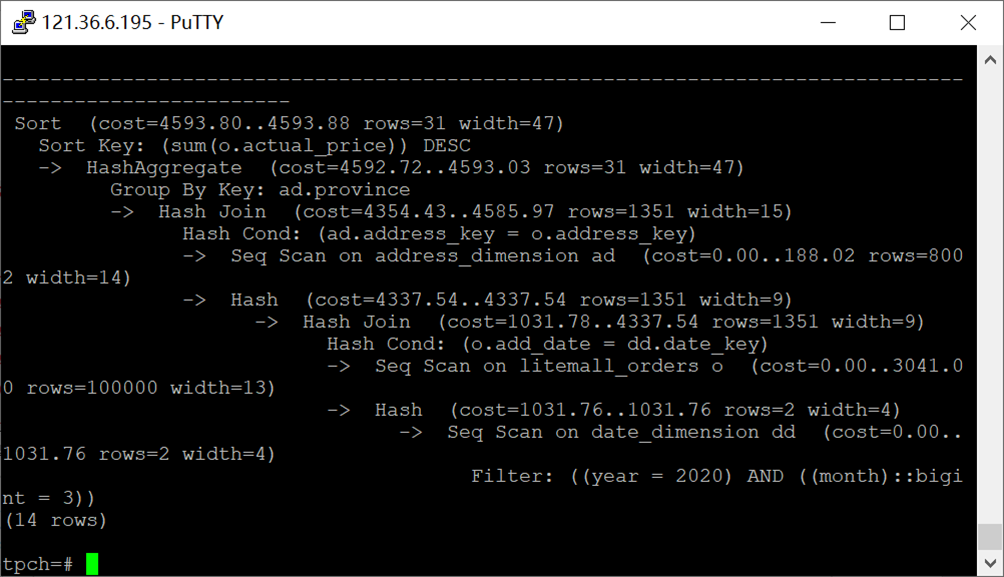 121.36.6.195 - PuTTY
--------------------------------------------------------------------------------
------------------------
 Sort  (cost=4593.80..4593.88 rows=31 width=47)
   Sort Key: (sum(o.actual_price)) DESC
   ->  HashAggregate  (cost=4592.72..4593.03 rows=31 width=47)
         Group By Key: ad.province
         ->  Hash Join  (cost=4354.43..4585.97 rows=1351 width=15)
               Hash Cond: (ad.address_key = o.address_key)
               ->  Seq Scan on address_dimension ad  (cost=0.00..188.02 rows=800
2 width=14)
               ->  Hash  (cost=4337.54..4337.54 rows=1351 width=9)
                     ->  Hash Join  (cost=1031.78..4337.54 rows=1351 width=9)
                           Hash Cond: (o.add_date = dd.date_key)
                           ->  Seq Scan on litemall_orders o  (cost=0.00..3041.0
0 rows=100000 width=13)
                           ->  Hash  (cost=1031.76..1031.76 rows=2 width=4)
                                 ->  Seq Scan on date_dimension dd  (cost=0.00..
1031.76 rows=2 width=4)
                                       Filter: ((year = 2020) AND ((month)::bigi
nt = 3))
(14 rows)
tpch=#